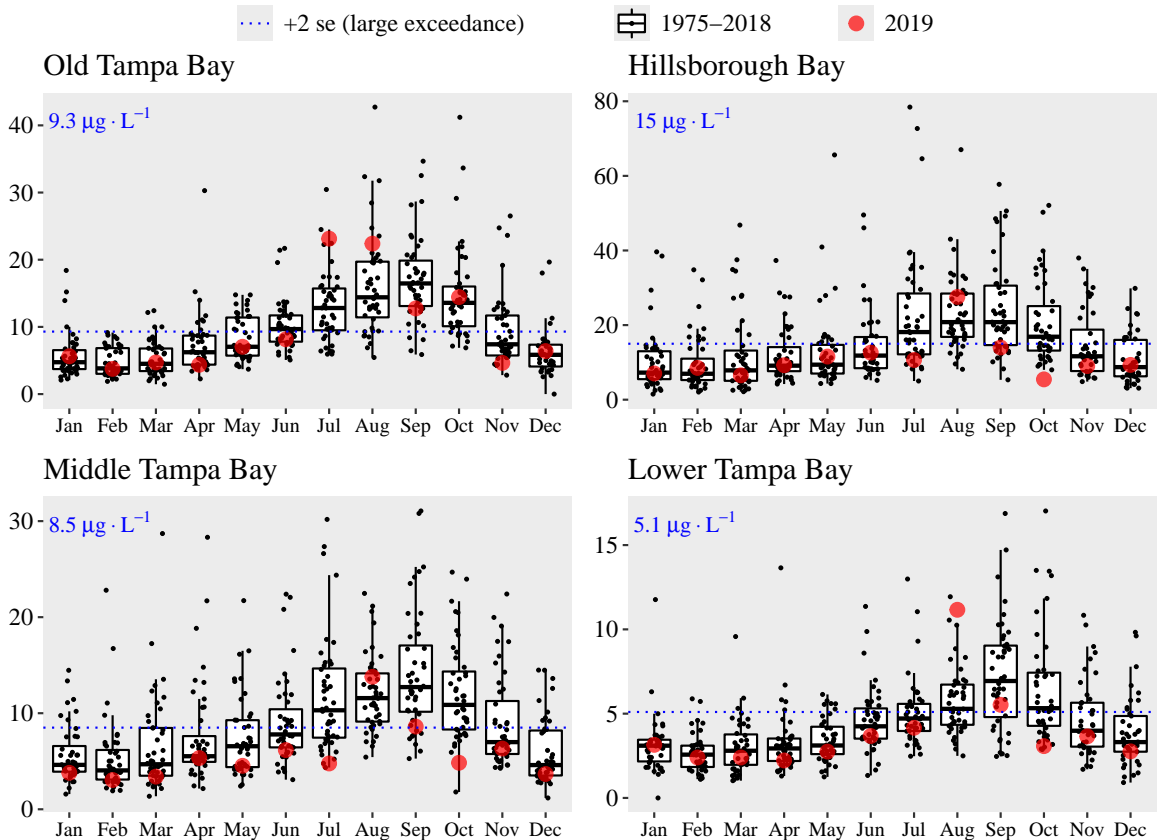 +2 se (large exceedance) 1975–2018 2019
Old Tampa Bay
9.3 μg · L⁻¹
40
30
20
10
0
Jan Feb Mar Apr May Jun Jul Aug Sep Oct Nov Dec
Hillsborough Bay
15 μg · L⁻¹
80
60
40
20
0
Jan Feb Mar Apr May Jun Jul Aug Sep Oct Nov Dec
Middle Tampa Bay
8.5 μg · L⁻¹
30
20
10
0
Jan Feb Mar Apr May Jun Jul Aug Sep Oct Nov Dec
Lower Tampa Bay
5.1 μg · L⁻¹
15
10
5
0
Jan Feb Mar Apr May Jun Jul Aug Sep Oct Nov Dec